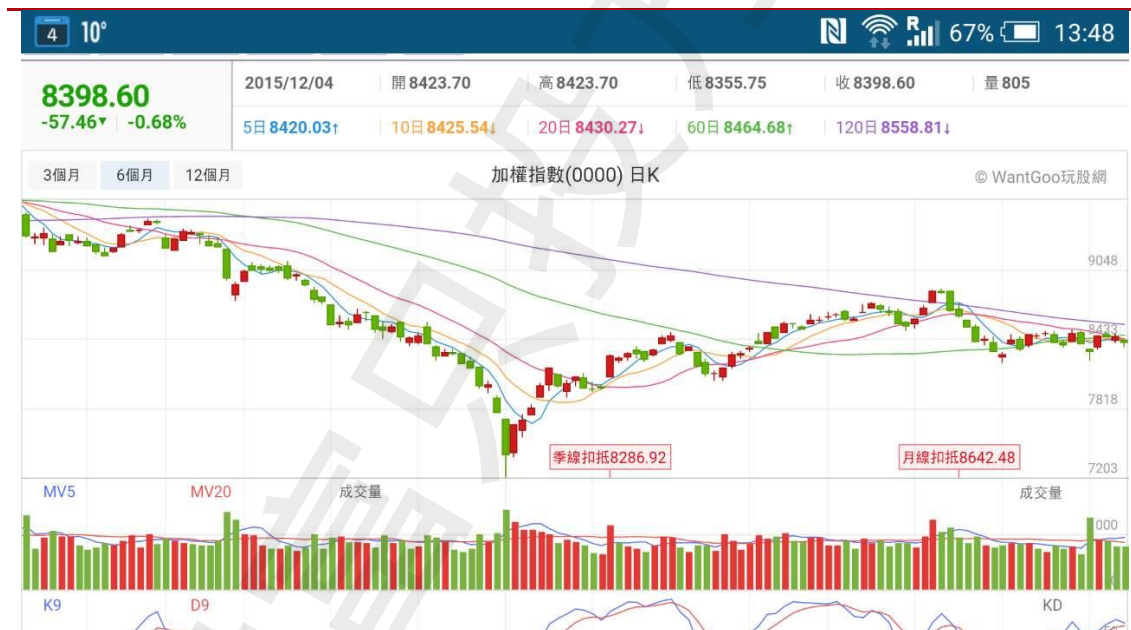 4 10° R 67% 13:48
8398.60
-57.46▼ -0.68%
2015/12/04 開8423.70 高8423.70 低8355.75 收8398.60 量805
5日8420.03↑ 10日8425.54↓ 20日8430.27↓ 60日8464.68↑ 120日8558.81↓
3個月 6個月 12個月 加權指數(0000) 日K © WantGoo玩股網
9048
8433
7818
季線扣抵8286.92 月線扣抵8642.48
7203
MV5 MV20 成交量 成交量
000
K9 D9 KD